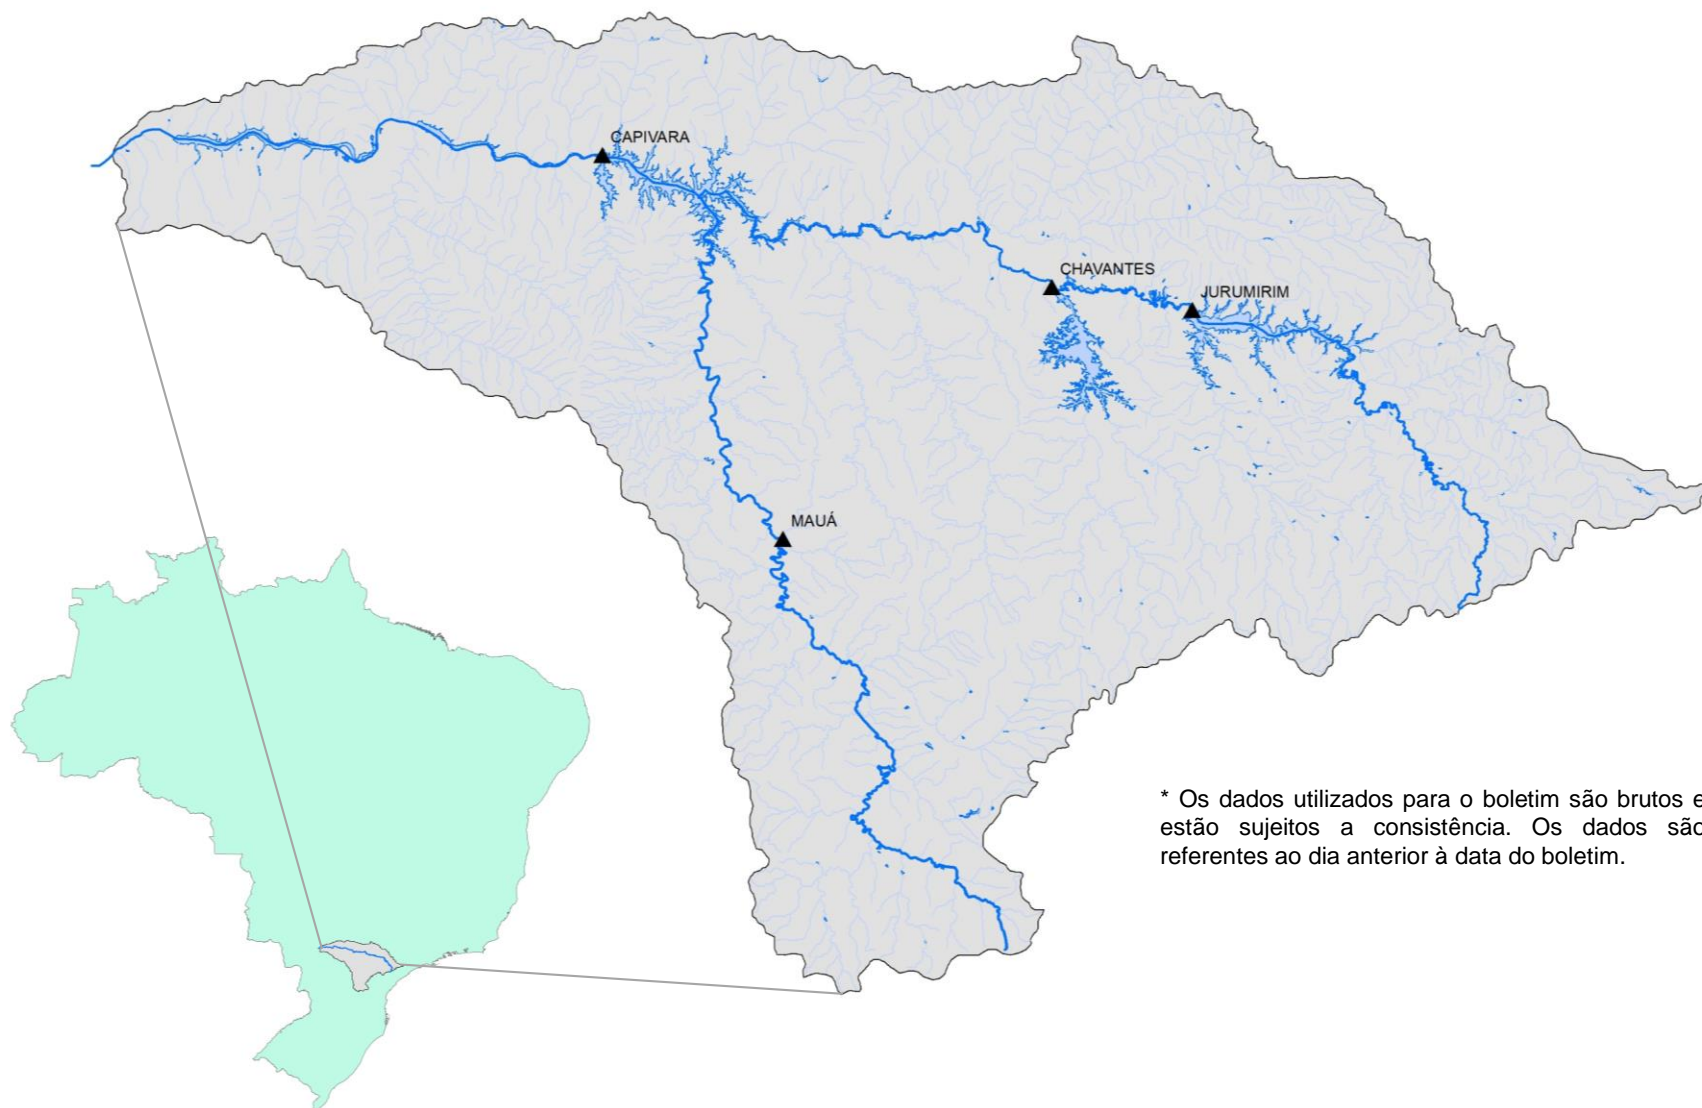 CAPIVARA
CHAVANTES
JURUMIRIM
MAUÁ
* Os dados utilizados para o boletim são brutos e
estão sujeitos a consistência. Os dados são
referentes ao dia anterior à data do boletim.